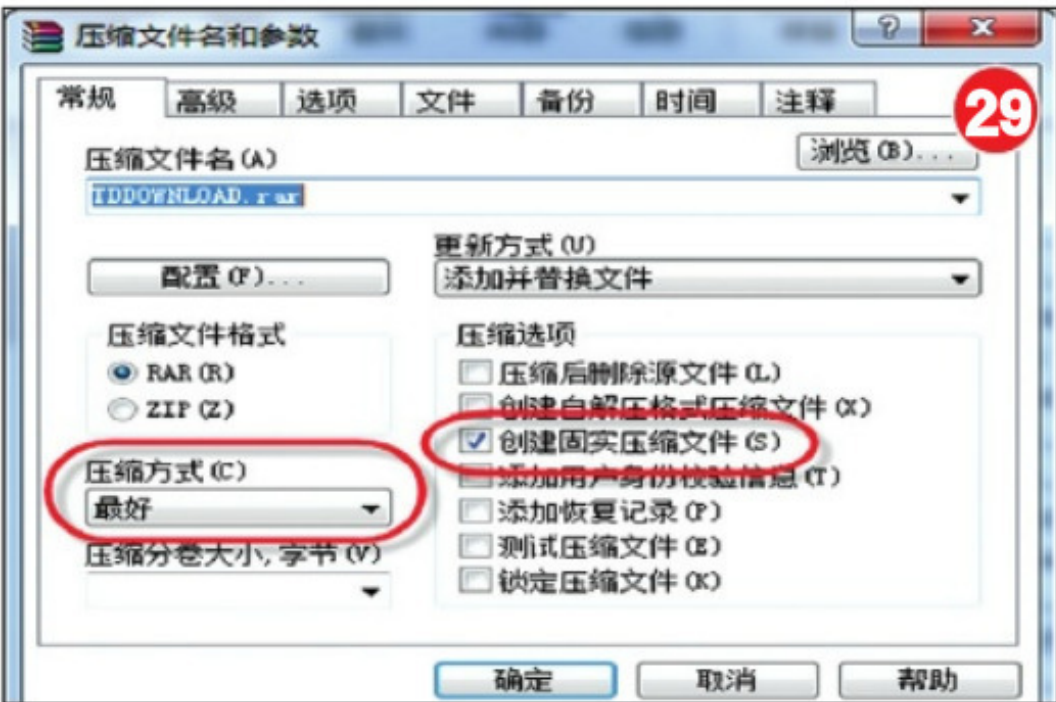 压缩文件名和参数
常规 高级 选项 文件 备份 时间 注释
29
压缩文件名(A)
浏览(B)...
TDDOWNLOAD.rar
更新方式(U)
配置(F)...
添加并替换文件
压缩文件格式
RAR(R)
ZIP(Z)
压缩方式(C)
最好
压缩分卷大小,字节(V)
压缩选项
压缩后删除源文件(L)
创建自解压格式压缩文件(X)
创建固实压缩文件(S)
添加用户身份校验信息(T)
添加恢复记录(P)
测试压缩文件(E)
锁定压缩文件(K)
确定 取消 帮助